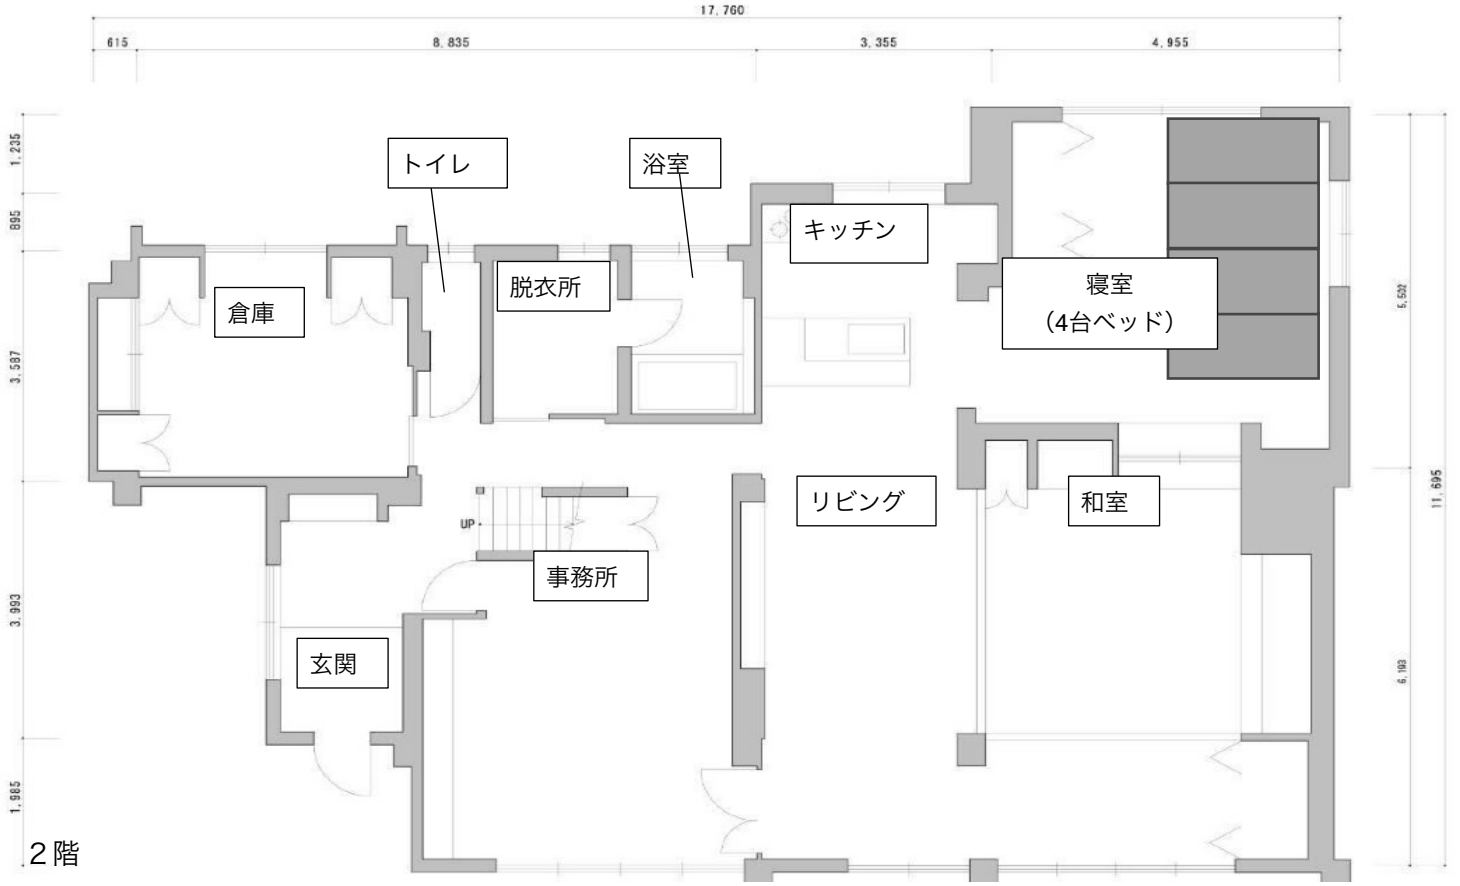 17,760
615
8,835
3,355
4,955
1,235
895
3,587
3,993
1,985
トイレ
浴室
キッチン
脱衣所
倉庫
寝室
（4台ベッド）
5,502
11,695
6,193
リビング
和室
UP
事務所
玄関
２階